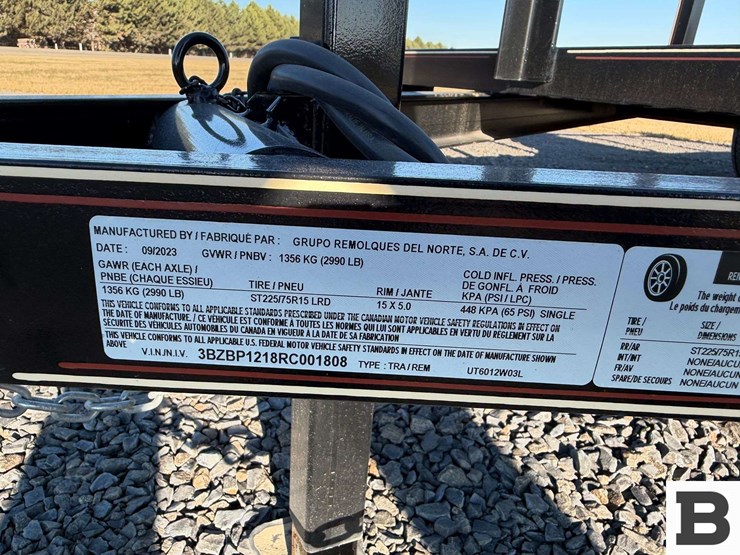 MANUFACTURED BY / FABRIQUÉ PAR : GRUPO REMOLQUES DEL NORTE, S.A. DE C.V.
DATE : 09/2023 GVWR / PNBV : 1356 KG (2990 LB)
GAWR (EACH AXLE) / PNBE (CHAQUE ESSIEU) TIRE / PNEU RIM / JANTE COLD INFL. PRESS. / PRESS. DE GONFL. À FROID KPA (PSI / LPC)
1356 KG (2990 LB) ST225/75R15 LRD 15 X 5.0 448 KPA (65 PSI) SINGLE
THIS VEHICLE CONFORMS TO ALL STANDARDS PRESCRIBED UNDER THE CANADIAN MOTOR VEHICLE SAFETY REGULATIONS IN EFFECT ON
THE DATE OF MANUFACTURE. / CE VÉHICULE EST CONFORME À TOUTES LES NORMES QUI LUI SONT APPLICABLES EN VERTU DU RÈGLEMENT SUR LA
SÉCURITÉ DES VÉHICULES AUTOMOBILES DU CANADA EN VIGUEUR À LA DATE DE SA FABRICATION
THIS VEHICLE CONFORMS TO ALL APPLICABLE U.S. FEDERAL MOTOR VEHICLE SAFETY STANDARDS IN EFFECT ON THE DATE OF MANUFACTURE SHOWN
ABOVE
V.I.N./N.I.V. 3BZBP1218RC001808 TYPE : TRA / REM UT6012W03L
REN
The weight o
Le poids du chargemen
TIRE / SIZE /
PNEU DIMENSIONS
RR/AR ST225/75R15
INT/INT NONE/AUCUN
FR/AV NONE/AUCUN
SPARE/DE SECOURS NONE/AUCUN
B